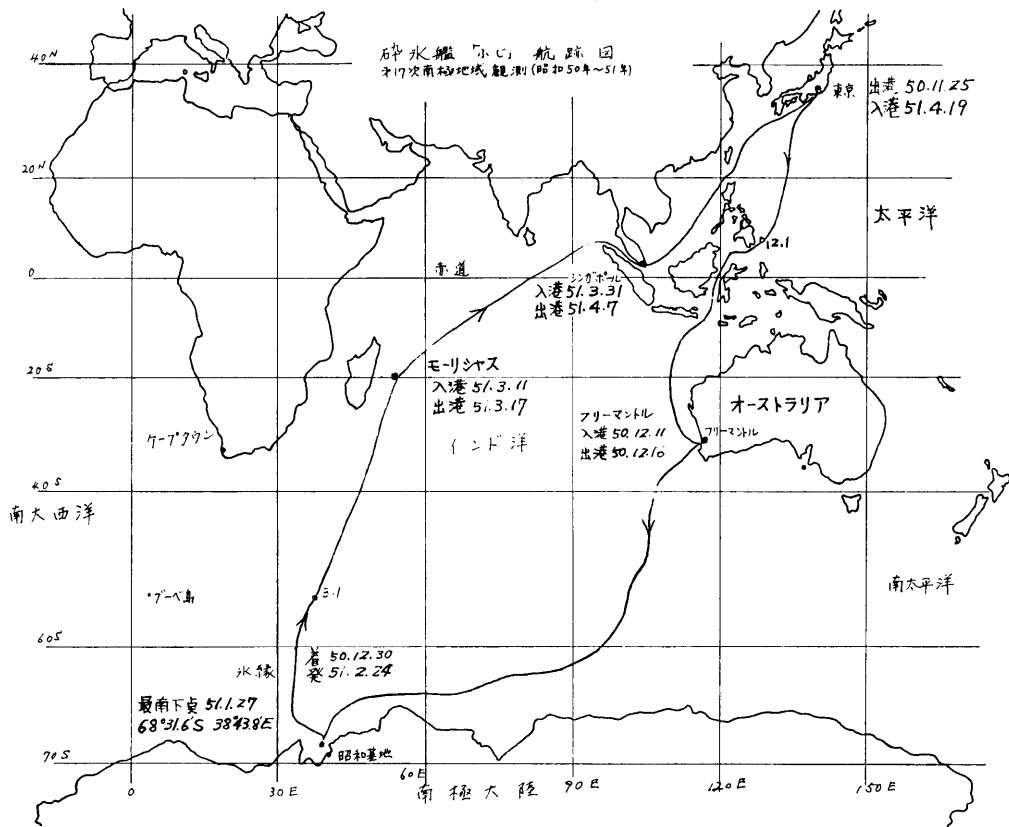 砕氷艦「ふじ」航跡図
オ17次南極地域観測(昭和50年～51年)
40N
東京 出港 50.11.25
入港 51.4.19
20N
太平洋
12.1
赤道
0
シンガポール
入港 51.3.31
出港 51.4.7
20S
モーリシャス
入港 51.3.11
出港 51.3.17
オーストラリア
フリーマントル
入港 50.12.11
出港 50.12.16
フリーマントル
ケープタウン
インド洋
40S
南大西洋
ブーベ島
3.1
南太平洋
60S
氷縁
着 50.12.30
発 51.2.24
最南下点 51.1.27
68°31.6'S 38°43.8'E
昭和基地
70S
0
30E
60E
90E
120E
150E
南極大陸